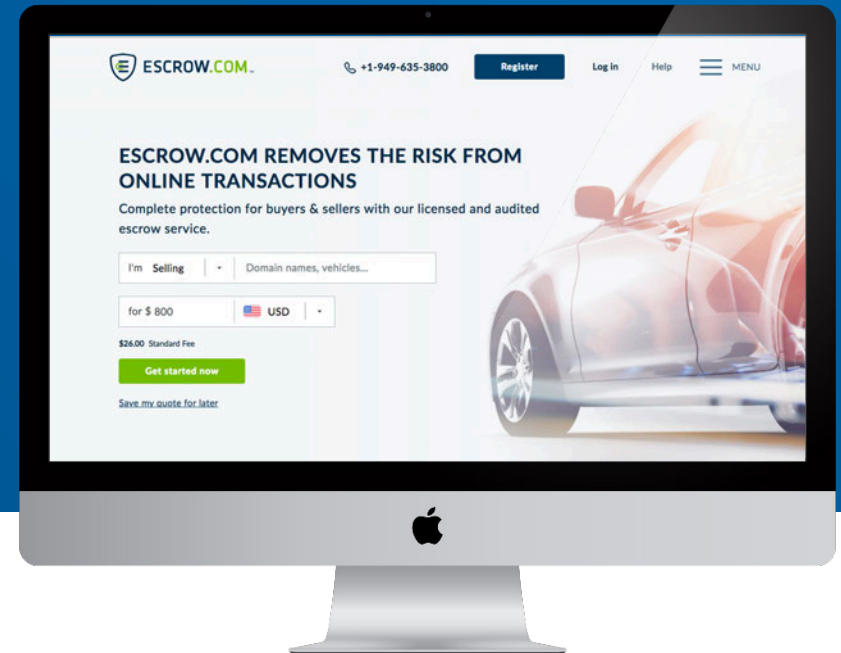 ESCROW.COM
+1-949-635-3800
Register
Log in
Help
MENU
ESCROW.COM REMOVES THE RISK FROM
ONLINE TRANSACTIONS
Complete protection for buyers & sellers with our licensed and audited
escrow service.
I'm Selling
Domain names, vehicles...
for $ 800
USD
$26.00 Standard Fee
Get started now
Save my quote for later